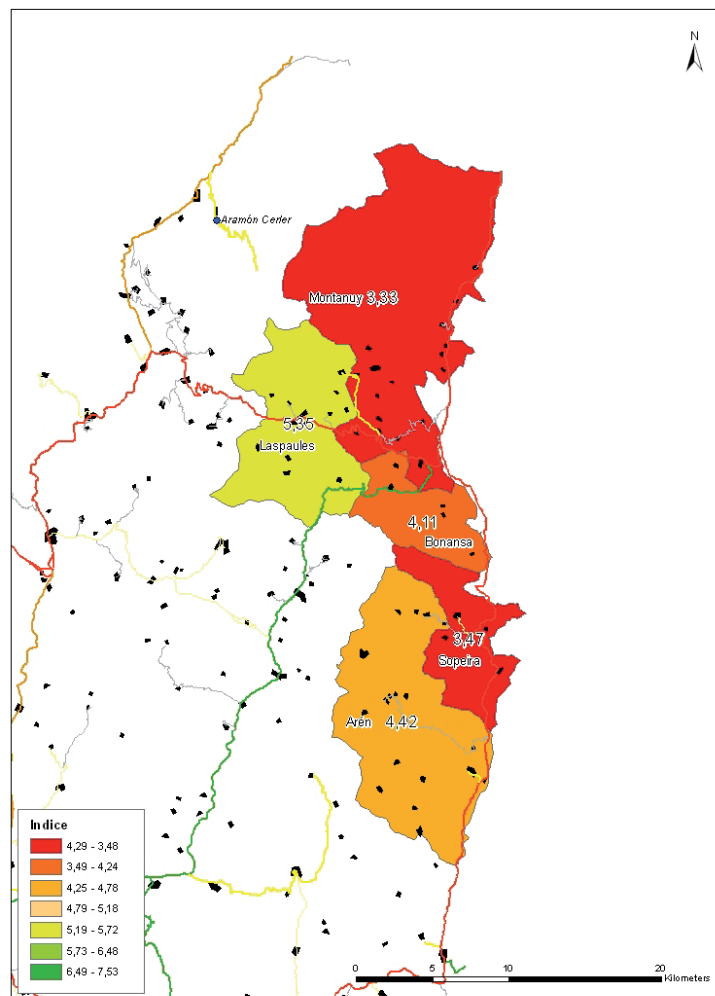 N
Aramón Cerler
Montanuy 3,33
5,35
Laspaules
4,11
Bonansa
3,47
Sopeira
Arén 4,42
Indice
4,29 - 3,48
3,49 - 4,24
4,25 - 4,78
4,79 - 5,18
5,19 - 5,72
5,73 - 6,48
6,49 - 7,53
0 5 10 20
Kilometers